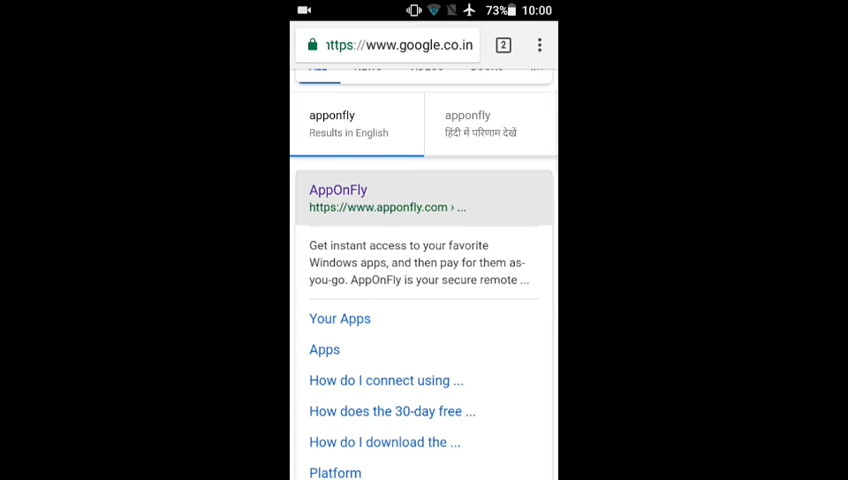 73% 10:00
ttps://www.google.co.in 2
apponfly
Results in English
apponfly
हिंदी में परिणाम देखें
AppOnFly
https://www.apponfly.com › ...
Get instant access to your favorite
Windows apps, and then pay for them as-
you-go. AppOnFly is your secure remote ...
Your Apps
Apps
How do I connect using ...
How does the 30-day free ...
How do I download the ...
Platform